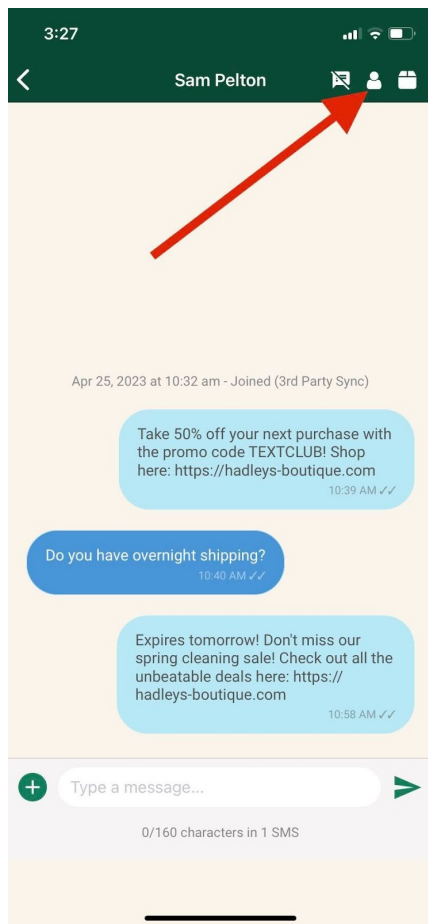 3:27
Sam Pelton
Apr 25, 2023 at 10:32 am - Joined (3rd Party Sync)
Take 50% off your next purchase with
the promo code TEXTCLUB! Shop
here: https://hadleys-boutique.com
10:39 AM ✓✓
Do you have overnight shipping?
10:40 AM ✓✓
Expires tomorrow! Don't miss our
spring cleaning sale! Check out all the
unbeatable deals here: https://
hadleys-boutique.com
10:58 AM ✓✓
Type a message...
0/160 characters in 1 SMS